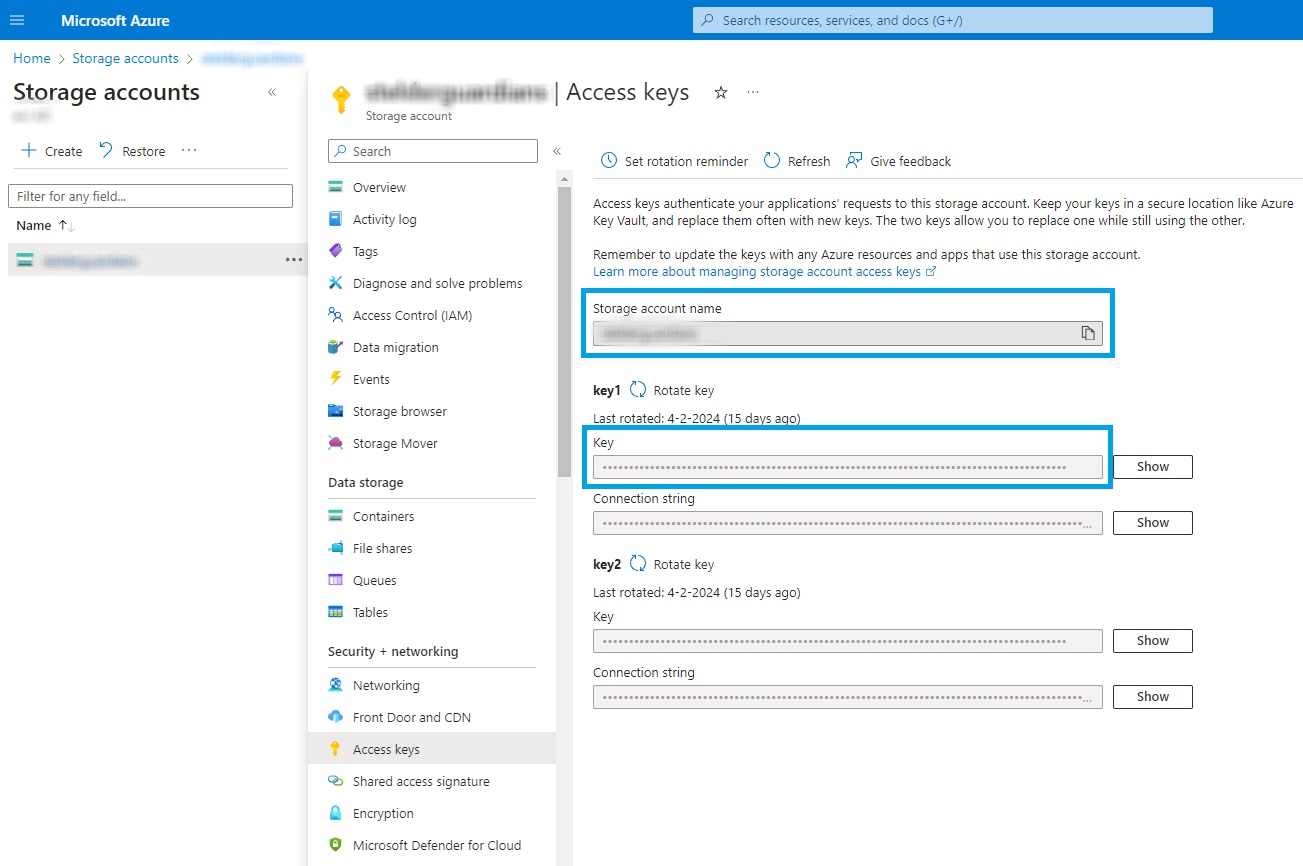 Microsoft Azure
Search resources, services, and docs (G+/)
Home > Storage accounts >
Storage accounts
«
Create
Restore
...
Filter for any field...
Name ↑↓
...
| Access keys
...
Storage account
Search
«
Overview
Activity log
Tags
Diagnose and solve problems
Access Control (IAM)
Data migration
Events
Storage browser
Storage Mover
Data storage
Containers
File shares
Queues
Tables
Security + networking
Networking
Front Door and CDN
Access keys
Shared access signature
Encryption
Microsoft Defender for Cloud
Set rotation reminder
Refresh
Give feedback
Access keys authenticate your applications' requests to this storage account. Keep your keys in a secure location like Azure
Key Vault, and replace them often with new keys. The two keys allow you to replace one while still using the other.
Remember to update the keys with any Azure resources and apps that use this storage account.
Learn more about managing storage account access keys
Storage account name
key1 Rotate key
Last rotated: 4-2-2024 (15 days ago)
Key
Show
Connection string
... Show
key2 Rotate key
Last rotated: 4-2-2024 (15 days ago)
Key
Show
Connection string
... Show